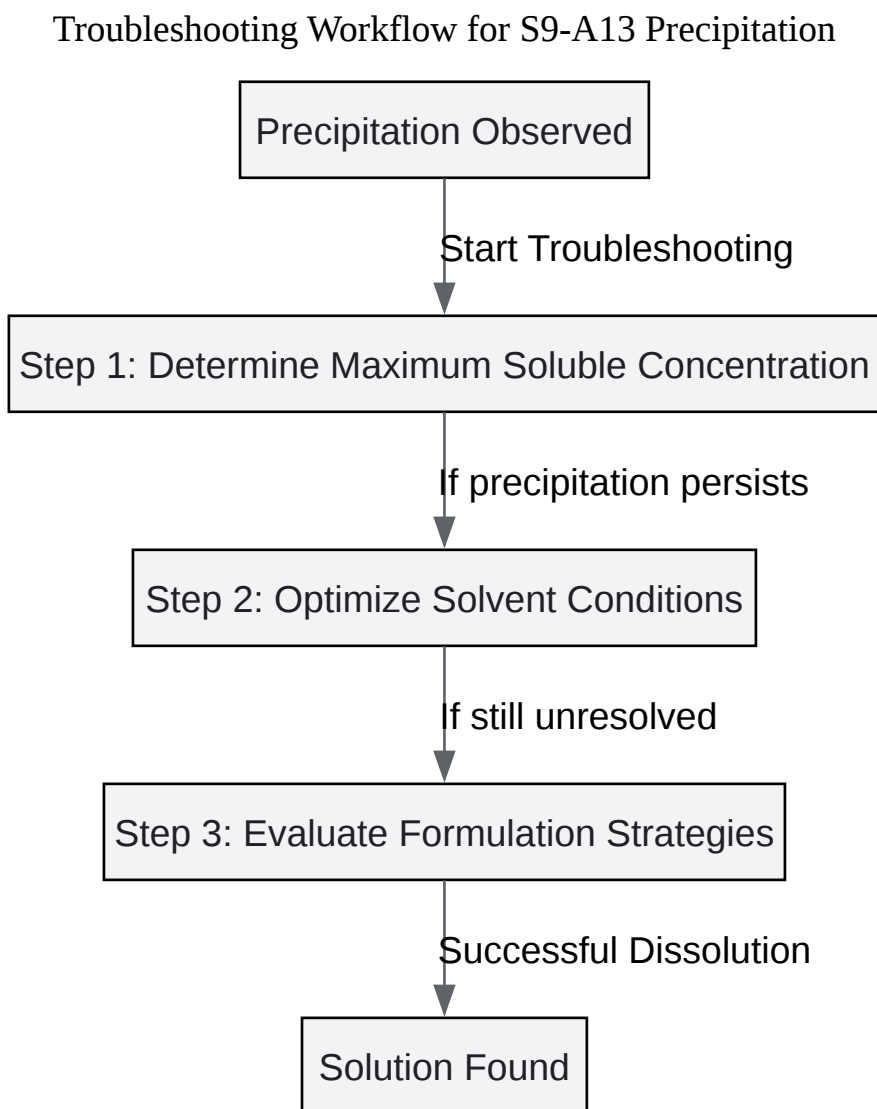 Troubleshooting Workflow for S9-A13 Precipitation
Precipitation Observed
Start Troubleshooting
Step 1: Determine Maximum Soluble Concentration
If precipitation persists
Step 2: Optimize Solvent Conditions
If still unresolved
Step 3: Evaluate Formulation Strategies
Successful Dissolution
Solution Found